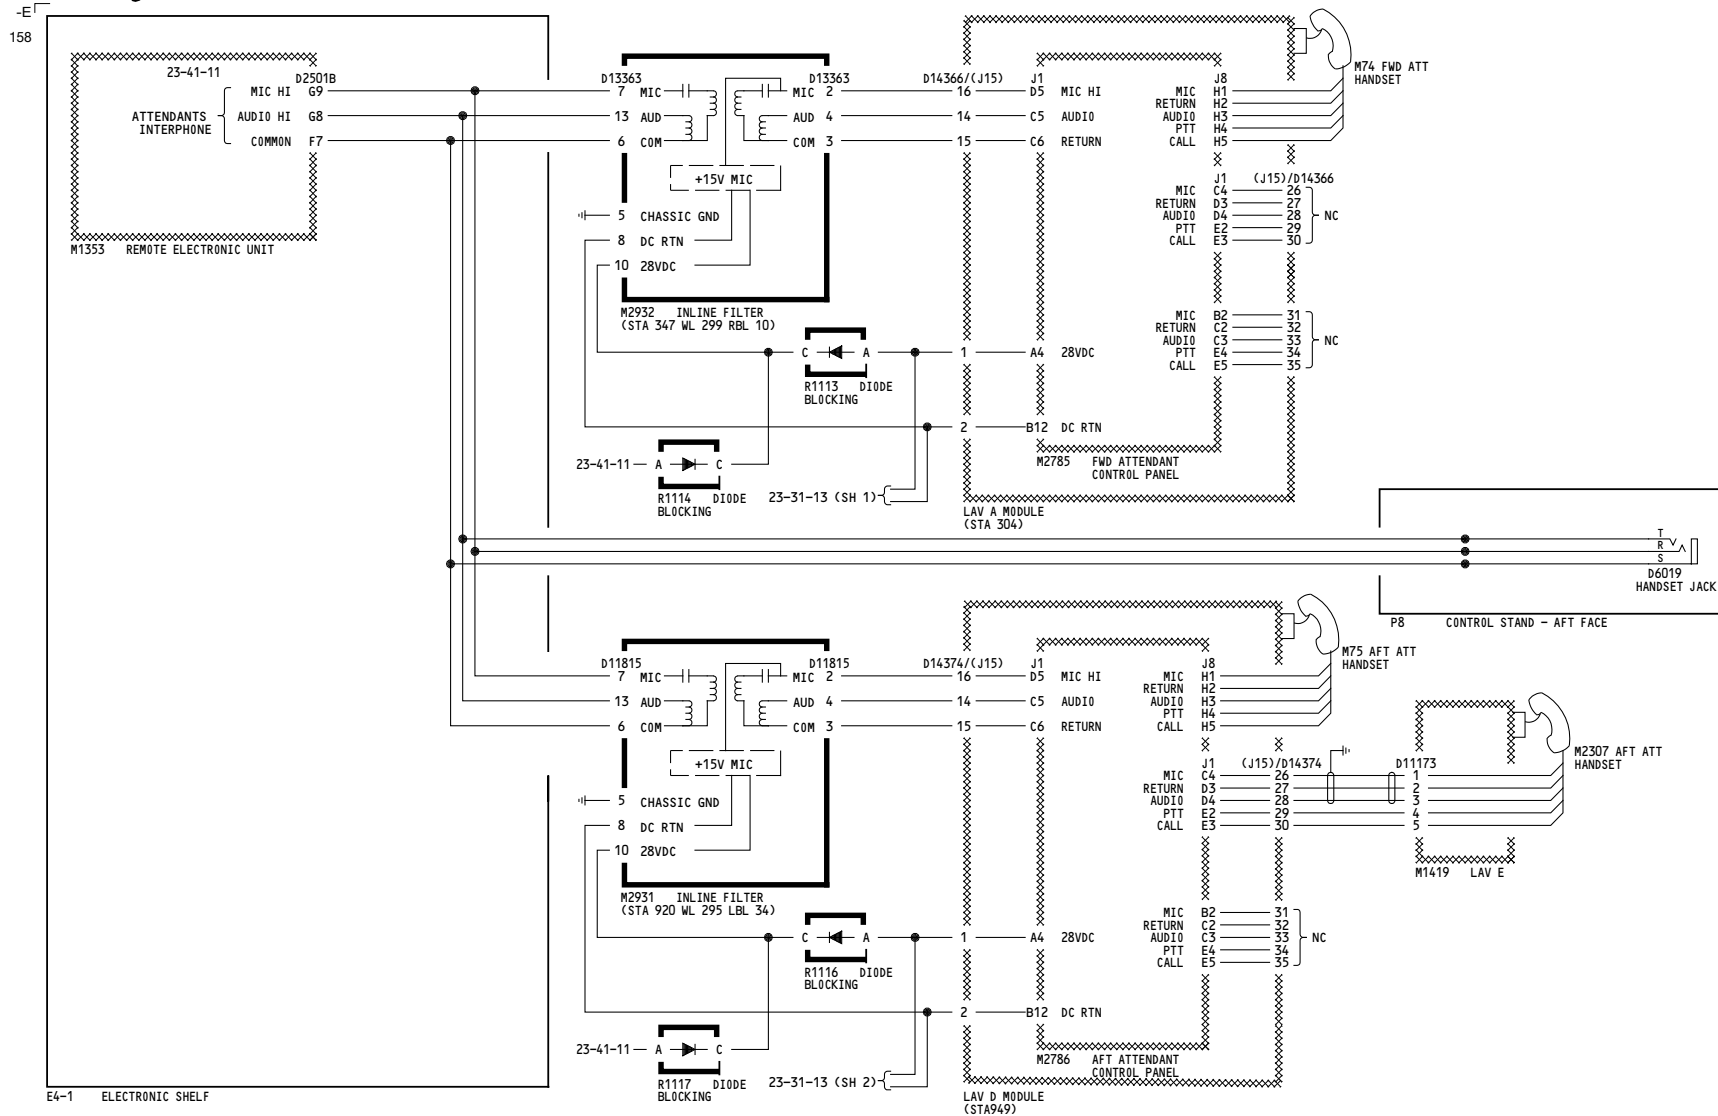 -E
158
23-41-11
D2501B
ATTENDANTS
INTERPHONE
MIC HI G9
AUDIO HI G8
COMMON F7
M1353 REMOTE ELECTRONIC UNIT
E4-1 ELECTRONIC SHELF
D13363 D13363
7 MIC MIC 2
13 AUD AUD 4
6 COM COM 3
+15V MIC
5 CHASSIC GND
8 DC RTN
10 28VDC
M2932 INLINE FILTER
(STA 347 WL 299 RBL 10)
C A
R1113 DIODE
BLOCKING
23-41-11 A C
R1114 DIODE
BLOCKING
23-31-13 (SH 1)
D14366/(J15) J1
16 D5 MIC HI
14 C5 AUDIO
15 C6 RETURN
1 A4 28VDC
2 B12 DC RTN
J8
MIC H1
RETURN H2
AUDIO H3
PTT H4
CALL H5
M74 FWD ATT
HANDSET
J1 (J15)/D14366
MIC C4 26
RETURN D3 27
AUDIO D4 28 NC
PTT E2 29
CALL E3 30
MIC B2 31
RETURN C2 32
AUDIO C3 33 NC
PTT E4 34
CALL E5 35
M2785 FWD ATTENDANT
CONTROL PANEL
LAV A MODULE
(STA 304)
T
R
S
D6019
HANDSET JACK
P8 CONTROL STAND - AFT FACE
D11815 D11815
7 MIC MIC 2
13 AUD AUD 4
6 COM COM 3
+15V MIC
5 CHASSIC GND
8 DC RTN
10 28VDC
M2931 INLINE FILTER
(STA 920 WL 295 LBL 34)
C A
R1116 DIODE
BLOCKING
23-41-11 A C
R1117 DIODE
BLOCKING
23-31-13 (SH 2)
D14374/(J15) J1
16 D5 MIC HI
14 C5 AUDIO
15 C6 RETURN
1 A4 28VDC
2 B12 DC RTN
J8
MIC H1
RETURN H2
AUDIO H3
PTT H4
CALL H5
M75 AFT ATT
HANDSET
J1 (J15)/D14374 D11173
MIC C4 26 1
RETURN D3 27 2
AUDIO D4 28 3
PTT E2 29 4
CALL E3 30 5
M2307 AFT ATT
HANDSET
M1419 LAV E
MIC B2 31
RETURN C2 32
AUDIO C3 33 NC
PTT E4 34
CALL E5 35
M2786 AFT ATTENDANT
CONTROL PANEL
LAV D MODULE
(STA949)